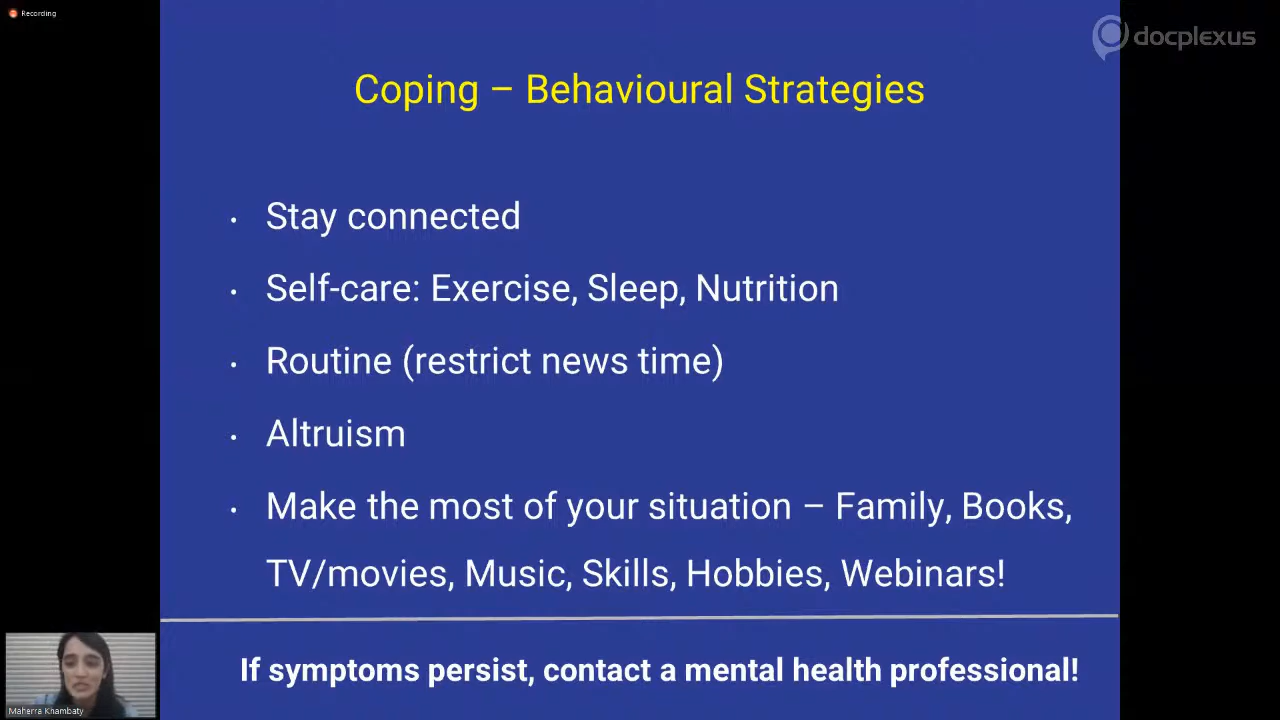 Recording
docplexus
Coping – Behavioural Strategies
• Stay connected
• Self-care: Exercise, Sleep, Nutrition
• Routine (restrict news time)
• Altruism
• Make the most of your situation – Family, Books,
TV/movies, Music, Skills, Hobbies, Webinars!
If symptoms persist, contact a mental health professional!
Maherra Khambaty